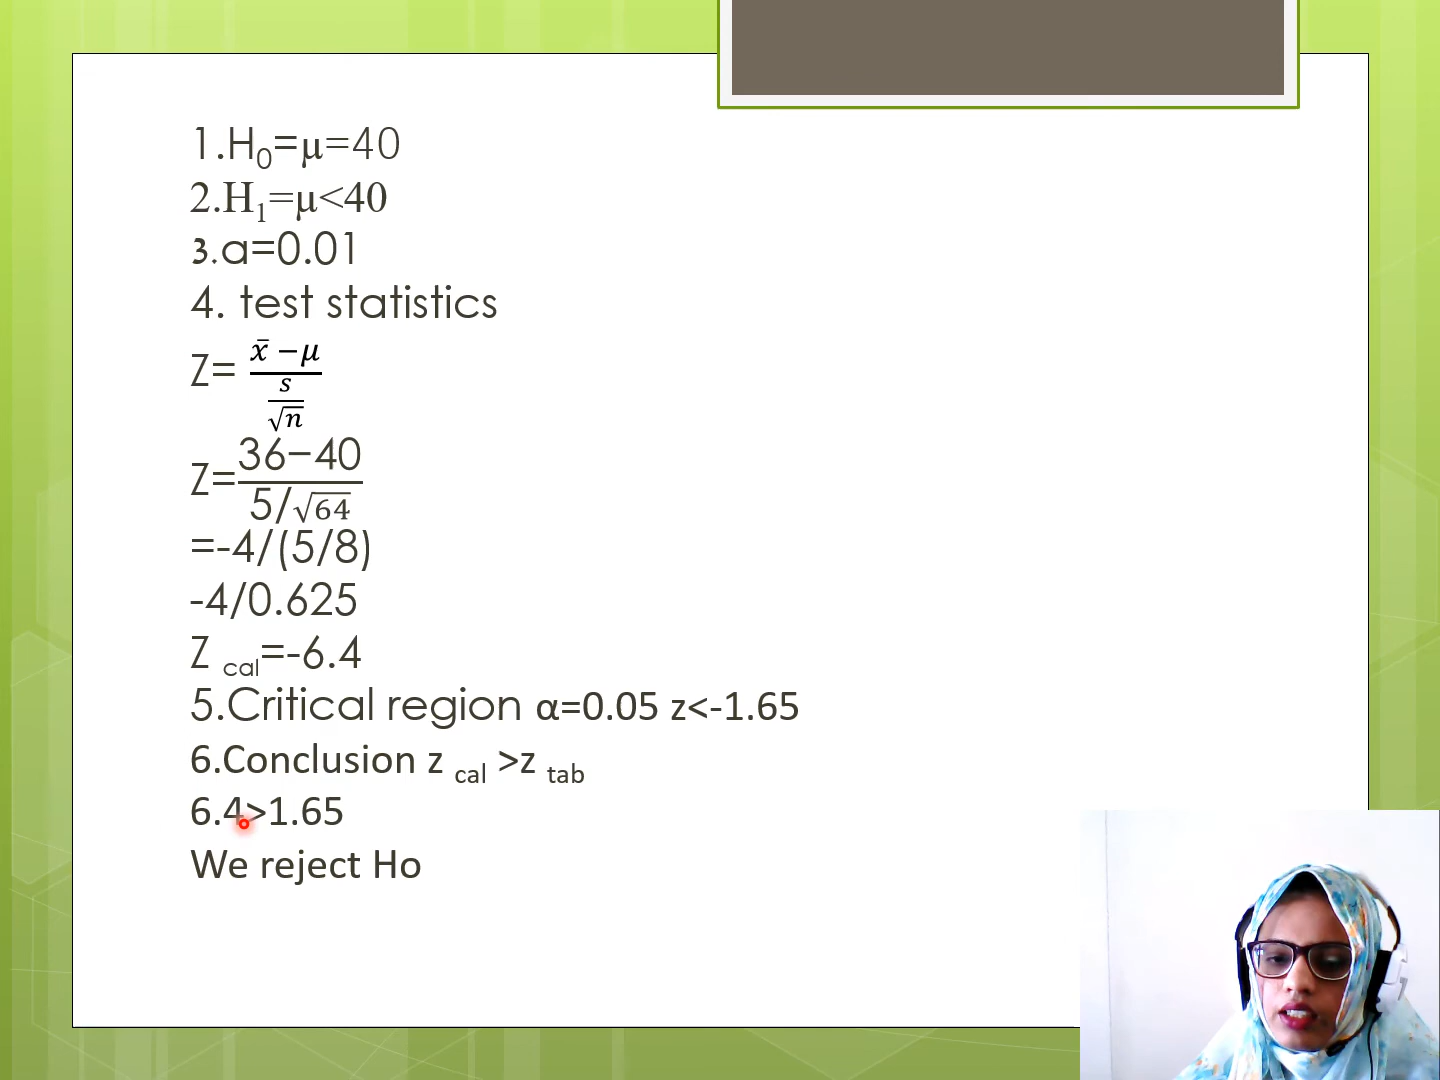 1.H₀=μ=40
2.H₁=μ<40
3.a=0.01
4. test statistics
Z= (x̄ −μ)/(s/√n)
Z=(36−40)/(5/√64)
=-4/(5/8)
-4/0.625
Z cal=-6.4
5.Critical region α=0.05 z<-1.65
6.Conclusion z cal >z tab
6.4>1.65
We reject Ho